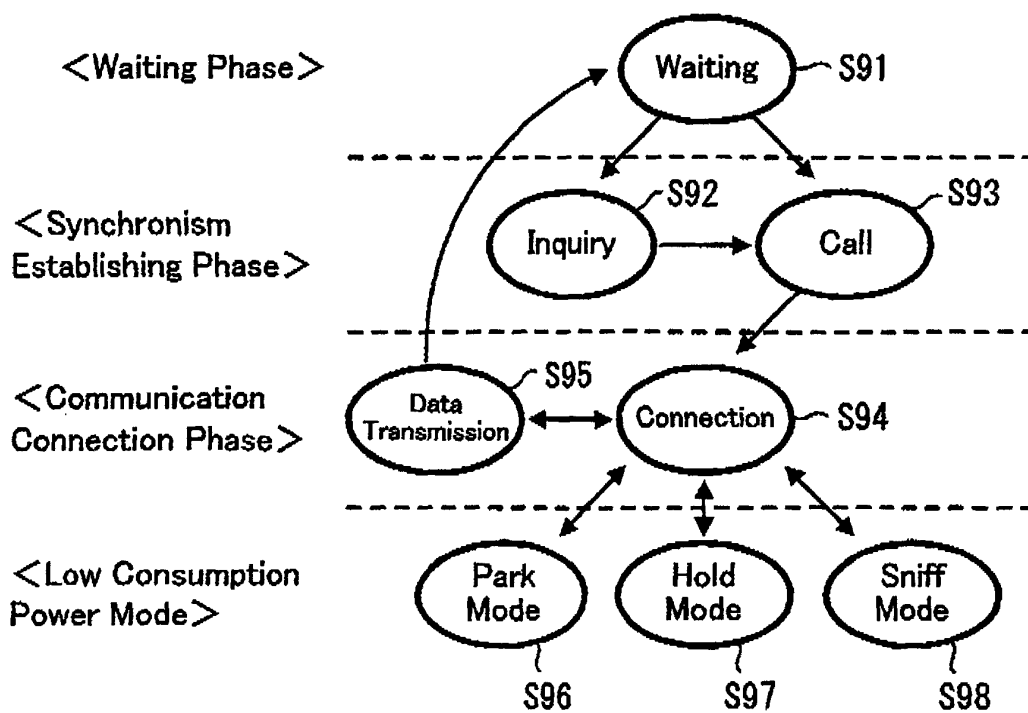 <Waiting Phase>
Waiting
S91
<Synchronism
Establishing Phase>
S92
S93
Inquiry
Call
<Communication
Connection Phase>
S95
Data
Transmission
Connection
S94
<Low Consumption
Power Mode>
Park
Mode
Hold
Mode
Sniff
Mode
S96
S97
S98